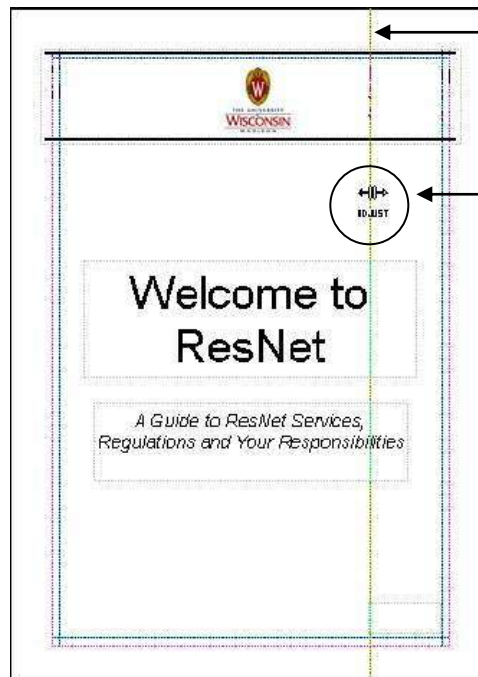 THE UNIVERSITY
WISCONSIN
MADISON
ADJUST
Welcome to
ResNet
A Guide to ResNet Services,
Regulations and Your Responsibilities